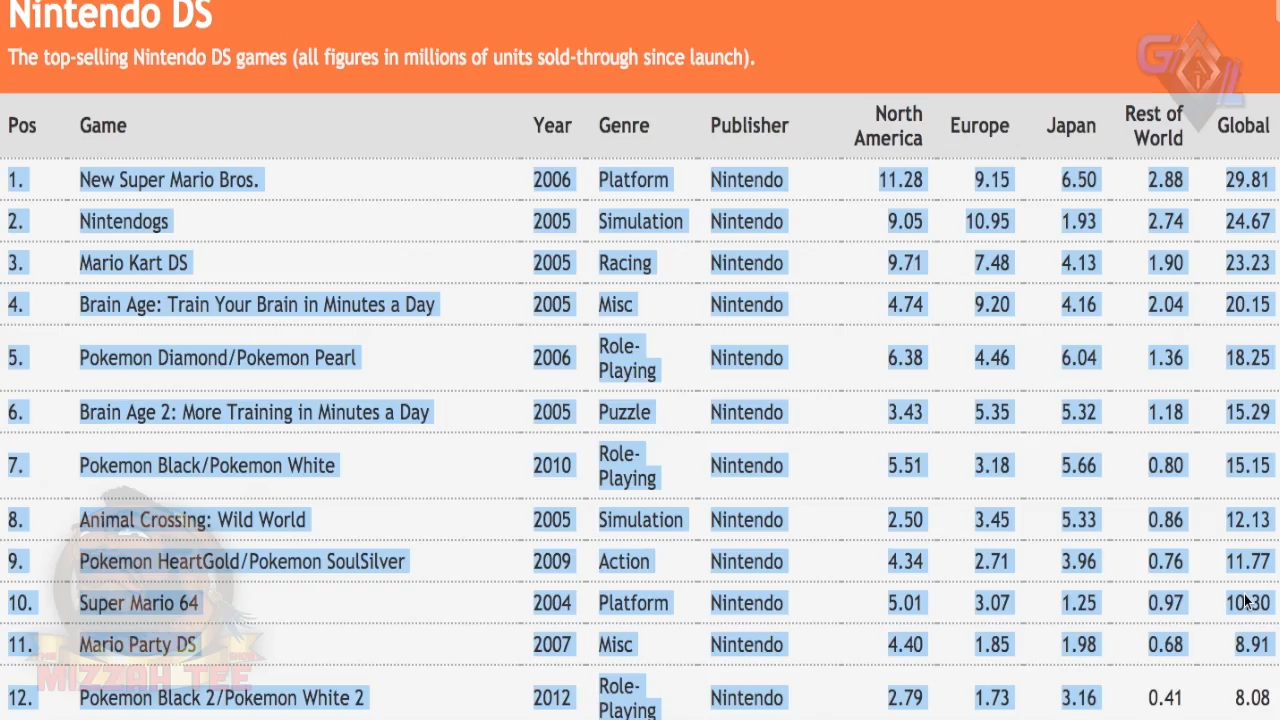 Nintendo DS
The top-selling Nintendo DS games (all figures in millions of units sold-through since launch).
Pos Game Year Genre Publisher North America Europe Japan Rest of World Global
1. New Super Mario Bros. 2006 Platform Nintendo 11.28 9.15 6.50 2.88 29.81
2. Nintendogs 2005 Simulation Nintendo 9.05 10.95 1.93 2.74 24.67
3. Mario Kart DS 2005 Racing Nintendo 9.71 7.48 4.13 1.90 23.23
4. Brain Age: Train Your Brain in Minutes a Day 2005 Misc Nintendo 4.74 9.20 4.16 2.04 20.15
5. Pokemon Diamond/Pokemon Pearl 2006 Role-Playing Nintendo 6.38 4.46 6.04 1.36 18.25
6. Brain Age 2: More Training in Minutes a Day 2005 Puzzle Nintendo 3.43 5.35 5.32 1.18 15.29
7. Pokemon Black/Pokemon White 2010 Role-Playing Nintendo 5.51 3.18 5.66 0.80 15.15
8. Animal Crossing: Wild World 2005 Simulation Nintendo 2.50 3.45 5.33 0.86 12.13
9. Pokemon HeartGold/Pokemon SoulSilver 2009 Action Nintendo 4.34 2.71 3.96 0.76 11.77
10. Super Mario 64 2004 Platform Nintendo 5.01 3.07 1.25 0.97 10.30
11. Mario Party DS 2007 Misc Nintendo 4.40 1.85 1.98 0.68 8.91
12. Pokemon Black 2/Pokemon White 2 2012 Role-Playing Nintendo 2.79 1.73 3.16 0.41 8.08
MIZZAH TEE